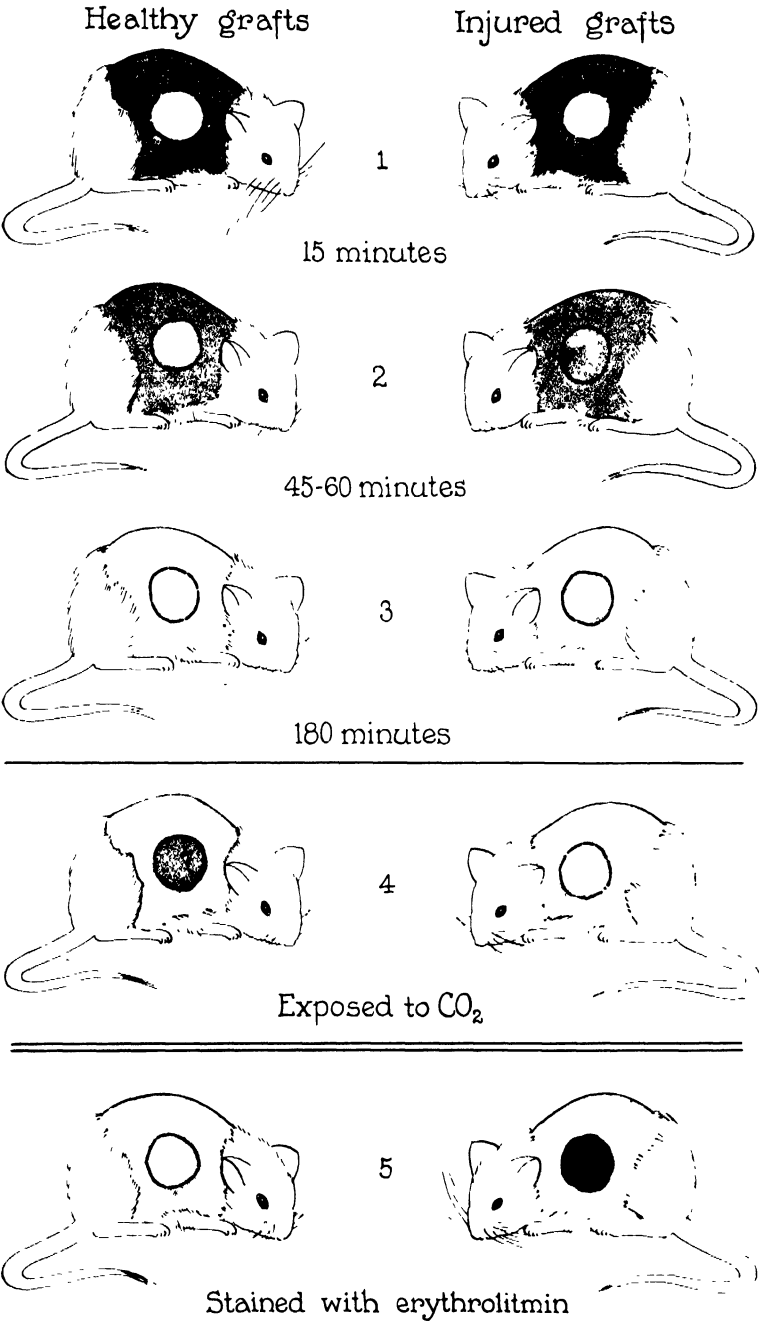 Healthy grafts Injured grafts
1
15 minutes
2
45-60 minutes
3
180 minutes
4
Exposed to CO₂
5
Stained with erythrolitmin